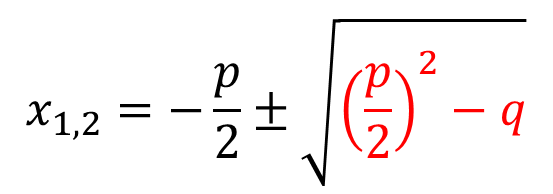 x₁,₂ = −p/2 ± √((p/2)² − q)